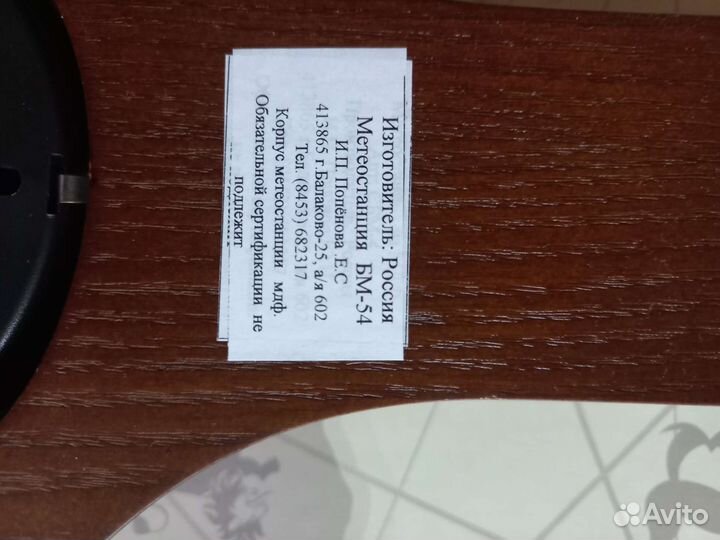 Изготовитель: Россия
Метеостанция БМ-54
И.П. Попёнова .Е.С
413865 г.Балаково-25, а/я 602
Тел. (8453) 682317
Корпус метеостанции мдф.
Обязательной сертификации не
подлежит
Avito